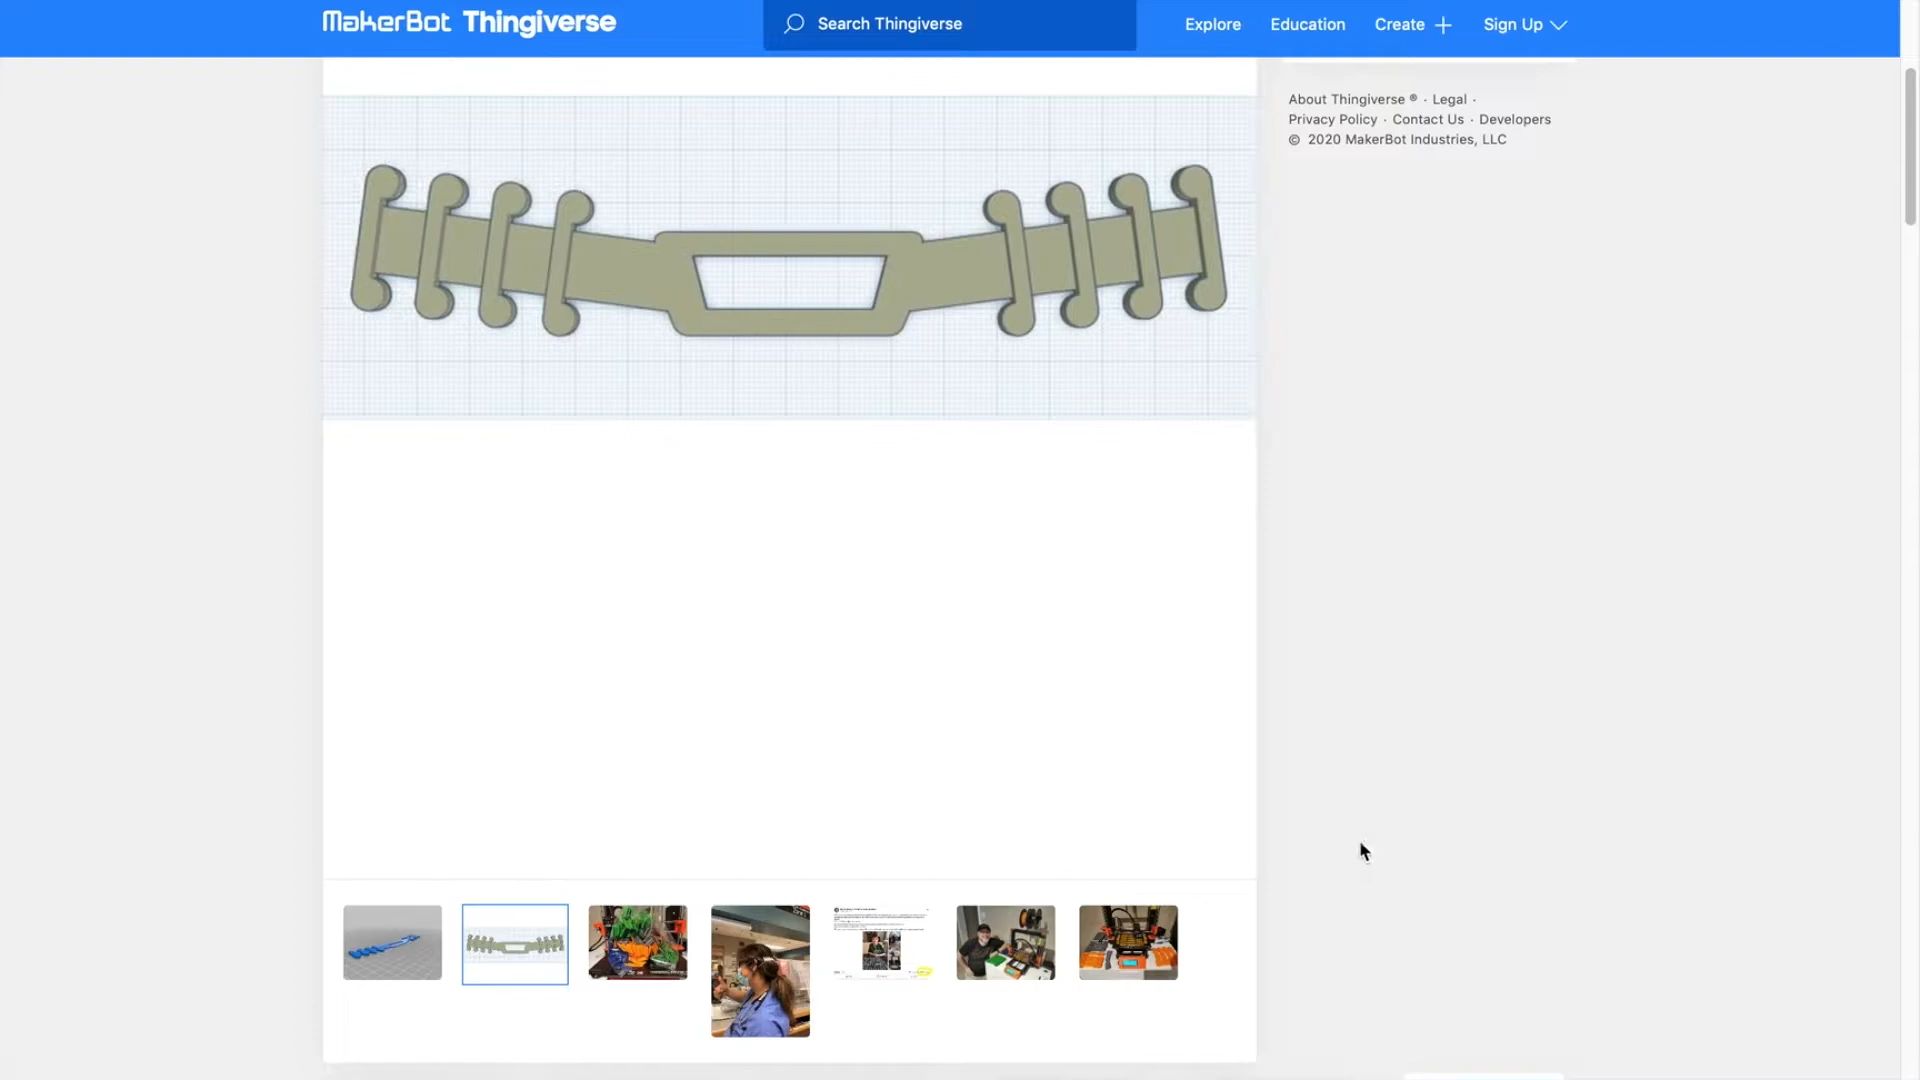 MakerBot Thingiverse
Search Thingiverse
Explore
Education
Create
Sign Up
About Thingiverse ® · Legal ·
Privacy Policy · Contact Us · Developers
© 2020 MakerBot Industries, LLC